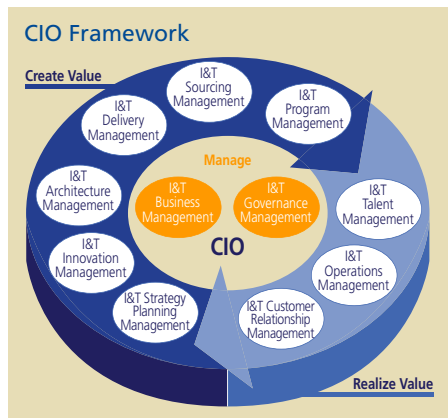 CIO Framework
Create Value
I&T
Sourcing
Management
I&T
Program
Management
I&T
Delivery
Management
Manage
I&T
Architecture
Management
I&T
Business
Management
I&T
Governance
Management
I&T
Talent
Management
CIO
I&T
Innovation
Management
I&T
Operations
Management
I&T Strategy
Planning
Management
I&T Customer
Relationship
Management
Realize Value